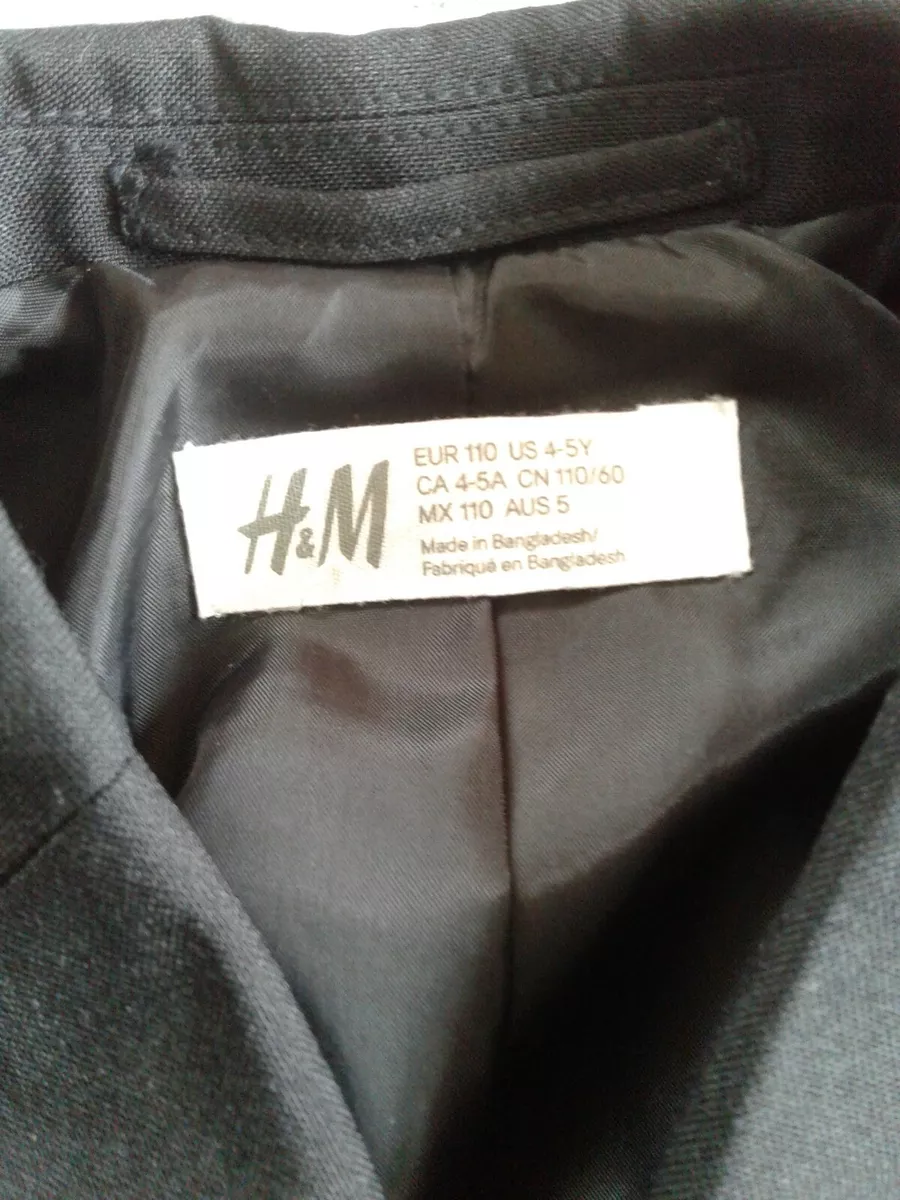 H&M
EUR 110 US 4-5Y
CA 4-5A CN 110/60
MX 110 AUS 5
Made in Bangladesh/
Fabriqué en Bangladesh